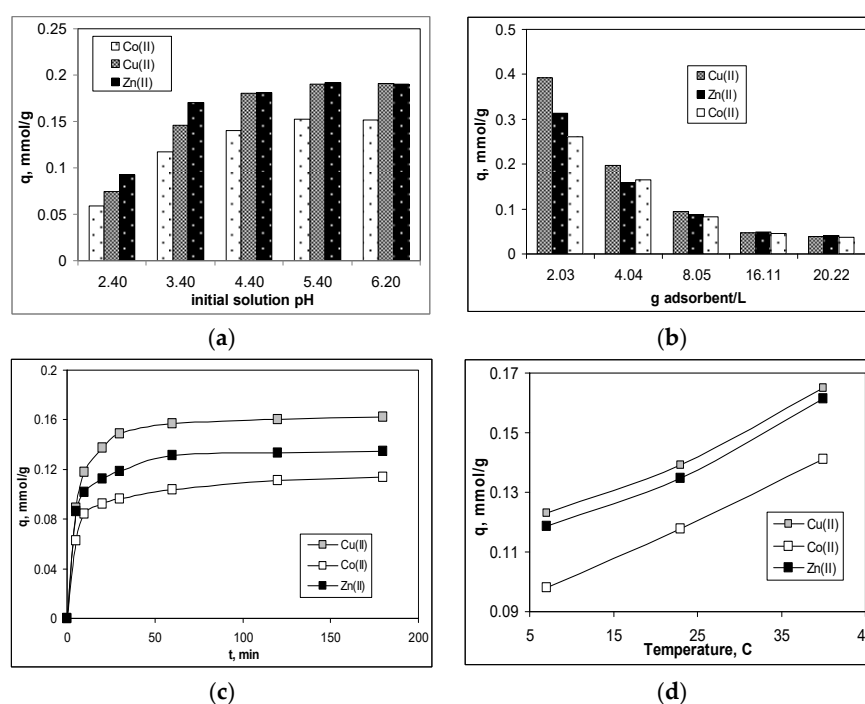 0.25
0.2
0.15
0.1
0.05
0
q, mmol/g
Co(II)
Cu(II)
Zn(II)
2.40 3.40 4.40 5.40 6.20
initial solution pH
(a)
0.5
0.4
0.3
0.2
0.1
0
q, mmol/g
Cu(II)
Zn(II)
Co(II)
2.03 4.04 8.05 16.11 20.22
g adsorbent/L
(b)
0.2
0.16
0.12
0.08
0.04
0
q, mmol/g
Cu(II)
Co(II)
Zn(II)
0 50 100 150 200
t, min
(c)
0.17
0.15
0.13
0.11
0.09
q, mmol/g
Cu(II)
Co(II)
Zn(II)
5 15 25 35 4
Temperature, C
(d)